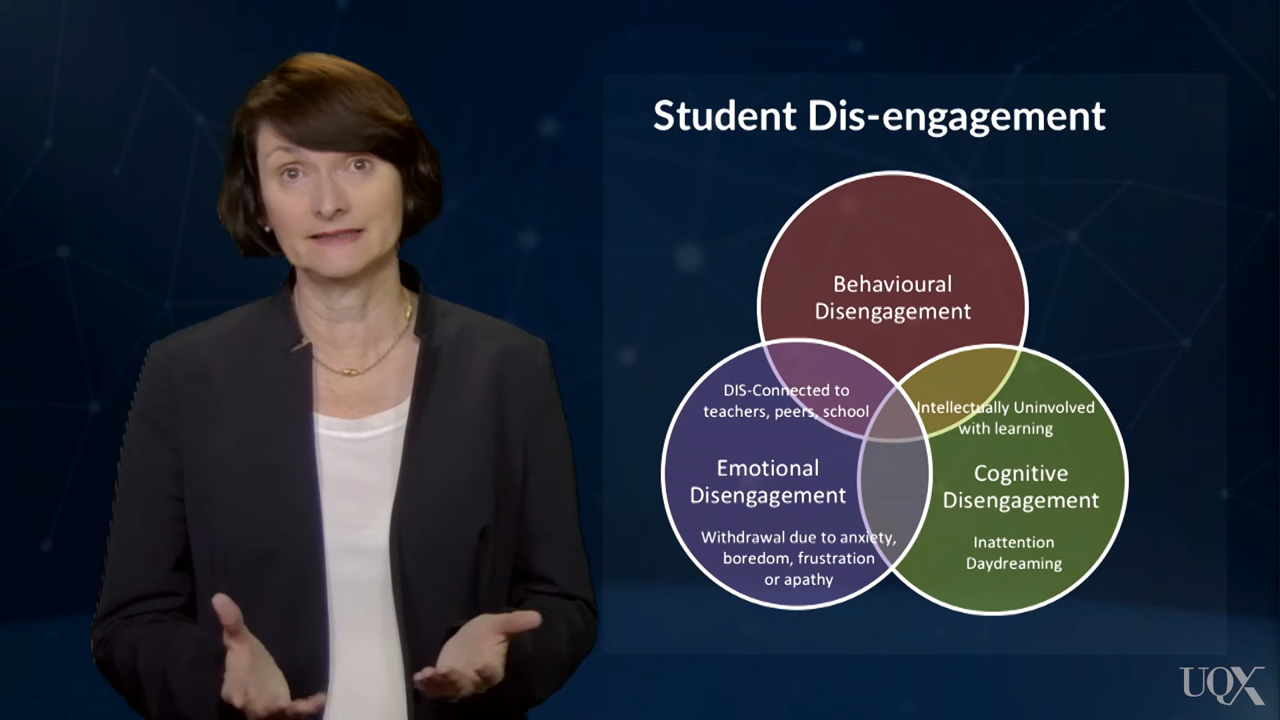 Student Dis-engagement
Behavioural
Disengagement
DIS-Connected to
teachers, peers, school
Emotional
Disengagement
Withdrawal due to anxiety,
boredom, frustration
or apathy
Intellectually Uninvolved
with learning
Cognitive
Disengagement
Inattention
Daydreaming
UQX